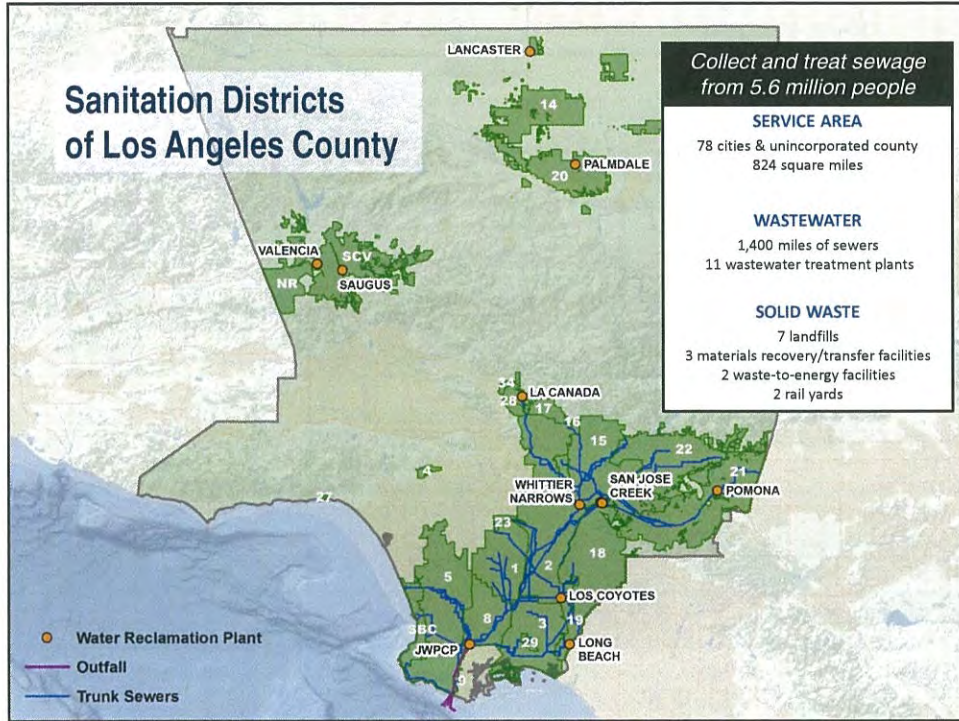 Sanitation Districts
of Los Angeles County
Collect and treat sewage
from 5.6 million people
SERVICE AREA
78 cities & unincorporated county
824 square miles
WASTEWATER
1,400 miles of sewers
11 wastewater treatment plants
SOLID WASTE
7 landfills
3 materials recovery/transfer facilities
2 waste-to-energy facilities
2 rail yards
LANCASTER
14
PALMDALE
20
VALENCIA
SCV
NR
SAUGUS
34
LA CANADA
28
17
16
15
22
21
4
SAN JOSE
CREEK
WHITTIER
NARROWS
POMONA
27
23
18
5
1
2
LOS COYOTES
8
3
19
SBC
29
JWPCP
LONG
BEACH
9
Water Reclamation Plant
Outfall
Trunk Sewers